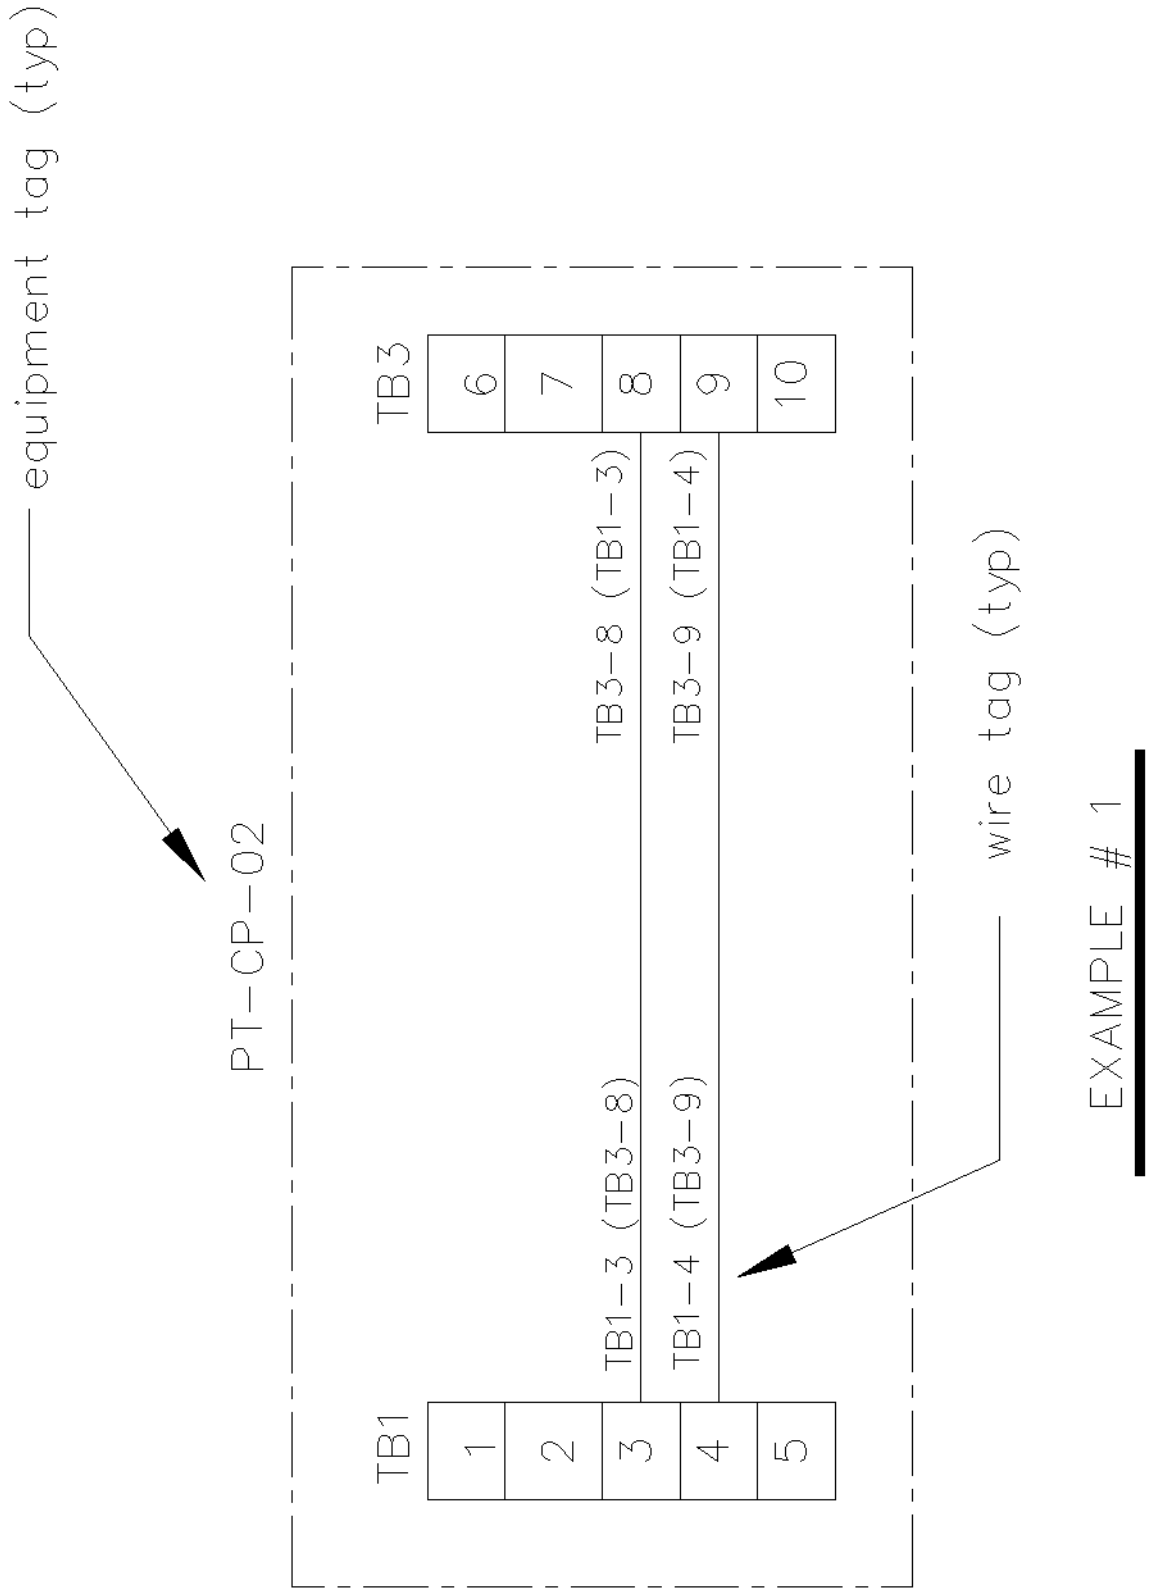 equipment tag (typ)
PT-CP-02
TB1
TB3
1
2
3
4
5
6
7
8
9
10
TB1-3 (TB3-8)
TB3-8 (TB1-3)
TB1-4 (TB3-9)
TB3-9 (TB1-4)
wire tag (typ)
EXAMPLE # 1